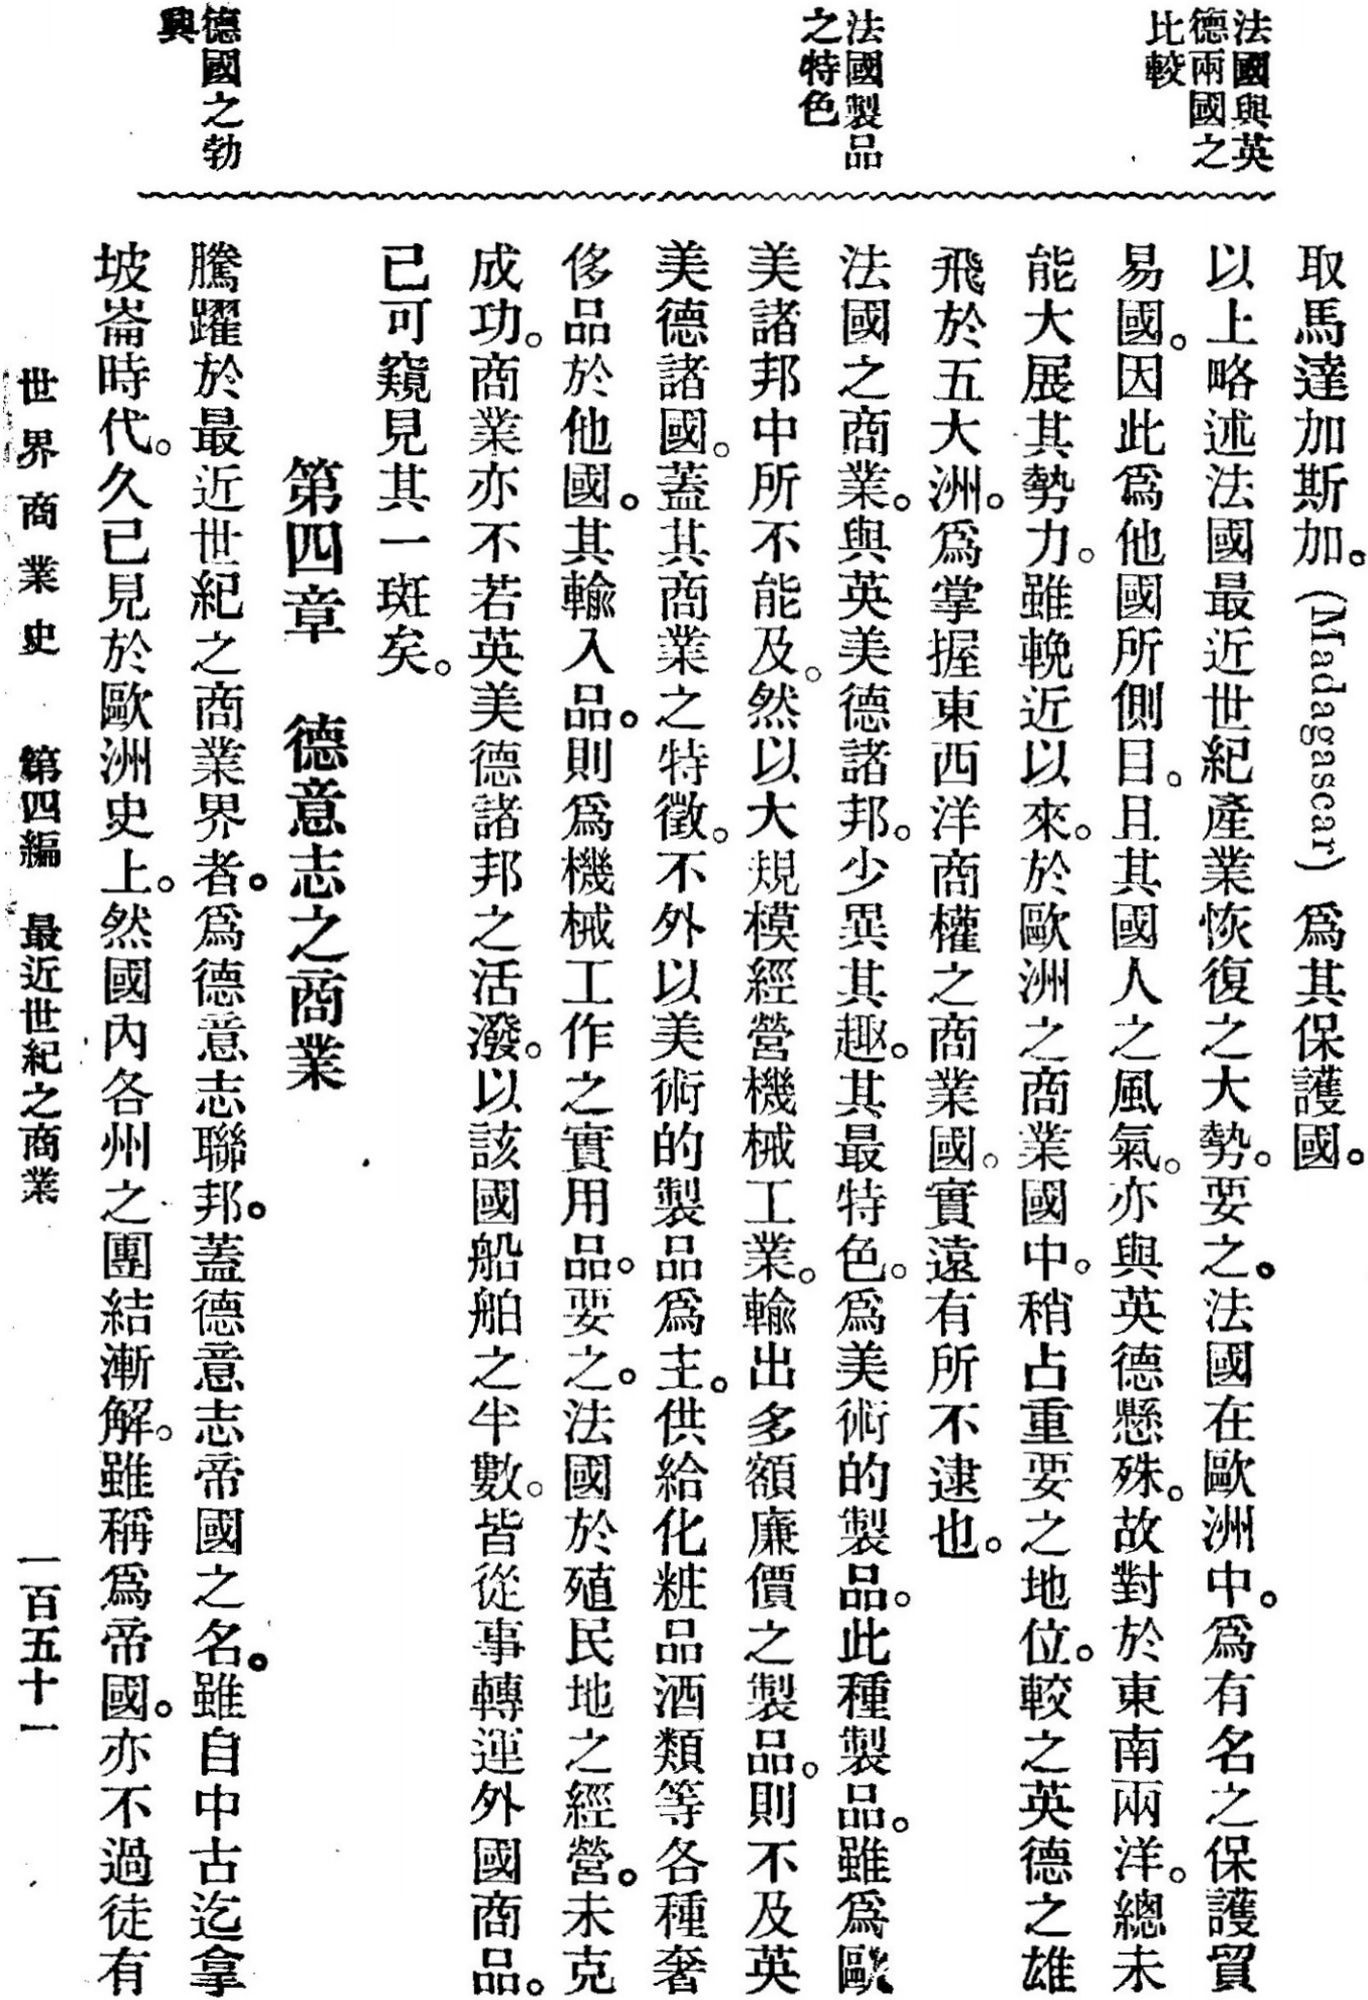 法國與英
德兩國之
比較
法國製品
之特色
德國之勃
興
取馬達加斯加。(Madagascar)爲其保護國。
以上略述法國最近世紀產業恢復之大勢。要之。法國在歐洲中。爲有名之保護貿
易國。因此爲他國所側目。且其國人之風氣。亦與英德懸殊。故對於東南兩洋。總未
能大展其勢力。雖輓近以來。於歐洲之商業國中。稍占重要之地位。較之英德之雄
飛於五大洲。爲掌握東西洋商權之商業國。實遠有所不逮也。
法國之商業。與英美德諸邦。少異其趣。其最特色。爲美術的製品。此種製品。雖爲歐
美諸邦中所不能及。然以大規模經營機械工業。輸出多額廉價之製品。則不及英
美德諸國。蓋其商業之特徵。不外以美術的製品爲主。供給化粧品酒類等各種奢
侈品於他國。其輸入品。則爲機械工作之實用品。要之。法國於殖民地之經營。未克
成功。商業亦不若英美德諸邦之活潑。以該國船舶之半數。皆從事轉運外國商品。
已可窺見其一斑矣。
第四章 德意志之商業
騰躍於最近世紀之商業界者。爲德意志聯邦。蓋德意志帝國之名。雖自中古迄拿
坡崙時代。久已見於歐洲史上。然國內各州之團結漸解。雖稱爲帝國。亦不過徒有
世界商業史 第四編 最近世紀之商業 一百五十一